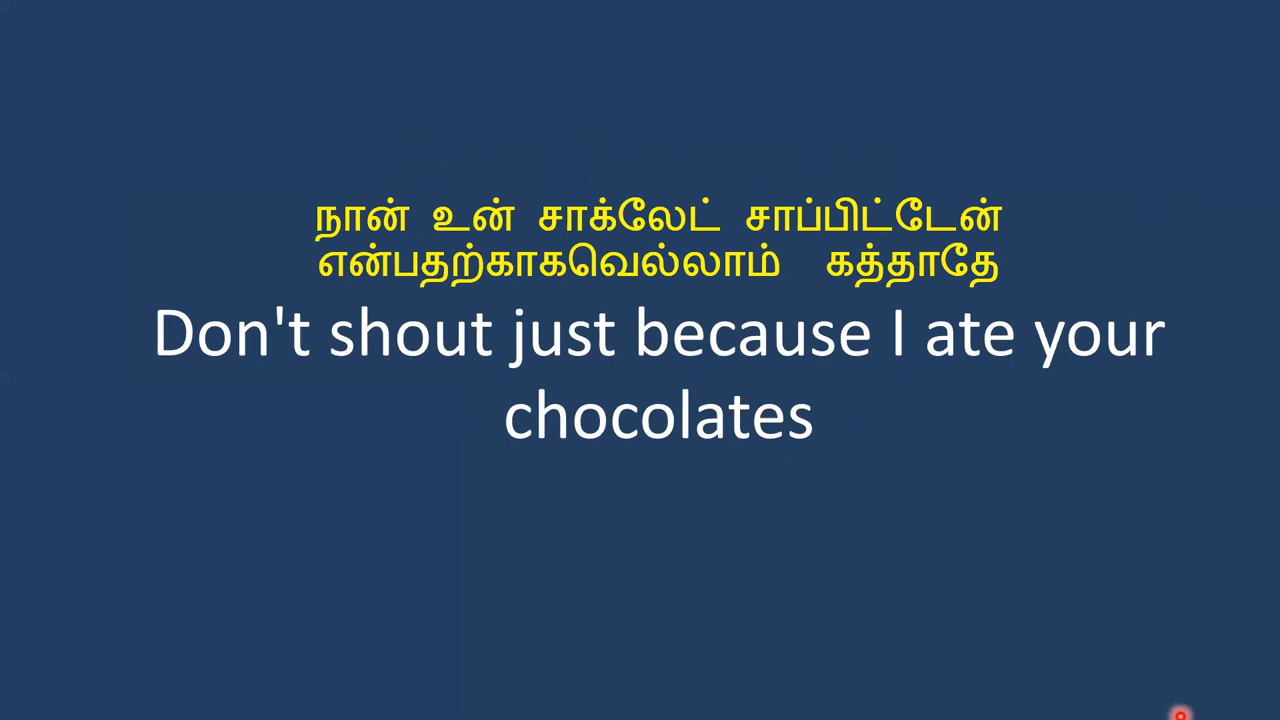 நான் உன் சாக்லேட் சாப்பிட்டேன்
என்பதற்காகவெல்லாம் கத்தாதே
Don't shout just because I ate your
chocolates